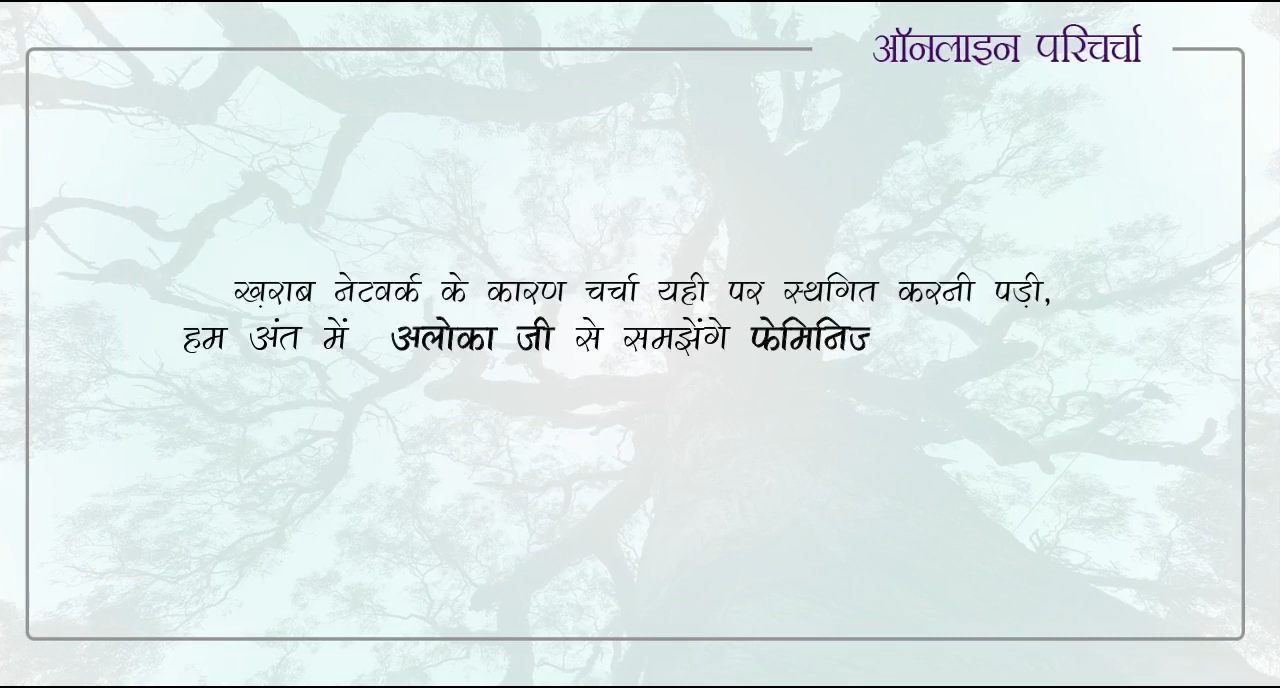 ऑनलाइन परिचर्चा
ख़राब नेटवर्क के कारण चर्चा यही पर स्थगित करनी पड़ी,
हम अंत में अलोका जी से समझेंगे फेमिनिज